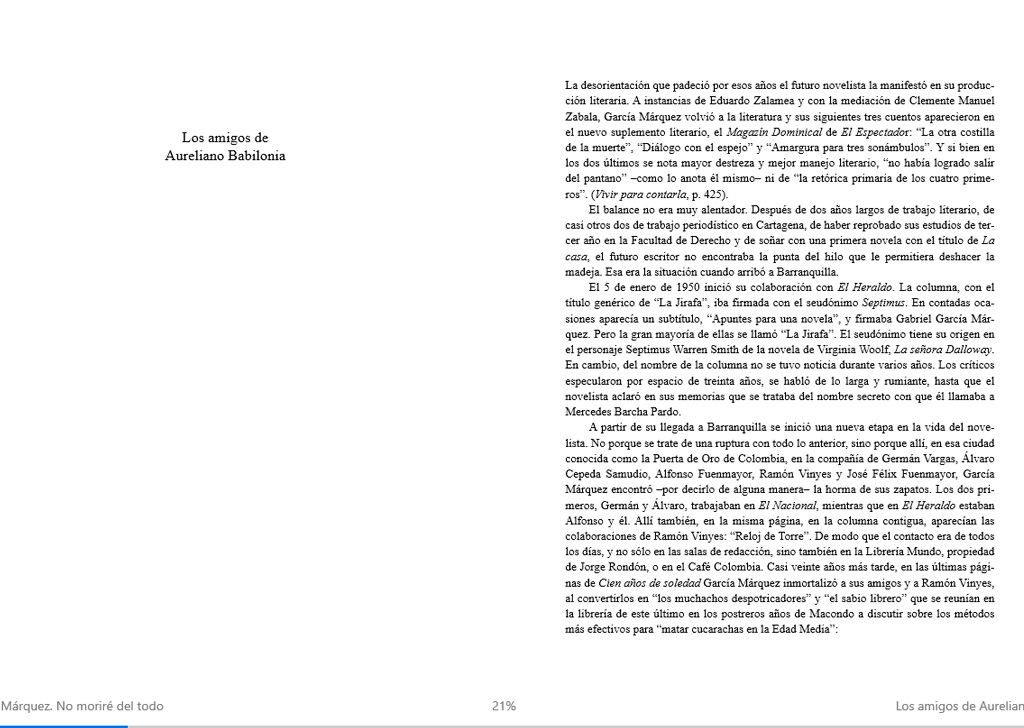 Los amigos de
Aureliano Babilonia
La desorientación que padeció por esos años el futuro novelista la manifestó en su produc-
ción literaria. A instancias de Eduardo Zalamea y con la mediación de Clemente Manuel
Zabala, García Márquez volvió a la literatura y sus siguientes tres cuentos aparecieron en
el nuevo suplemento literario, el Magazín Dominical de El Espectador: “La otra costilla
de la muerte”, “Diálogo con el espejo” y “Amargura para tres sonámbulos”. Y si bien en
los dos últimos se nota mayor destreza y mejor manejo literario, “no había logrado salir
del pantano” –como lo anota él mismo– ni de “la retórica primaria de los cuatro prime-
ros”. (Vivir para contarla, p. 425).
El balance no era muy alentador. Después de dos años largos de trabajo literario, de
casi otros dos de trabajo periodístico en Cartagena, de haber reprobado sus estudios de ter-
cer año en la Facultad de Derecho y de soñar con una primera novela con el título de La
casa, el futuro escritor no encontraba la punta del hilo que le permitiera deshacer la
madeja. Esa era la situación cuando arribó a Barranquilla.
El 5 de enero de 1950 inició su colaboración con El Heraldo. La columna, con el
título genérico de “La Jirafa”, iba firmada con el seudónimo Septimus. En contadas oca-
siones aparecía un subtítulo, “Apuntes para una novela”, y firmaba Gabriel García Már-
quez. Pero la gran mayoría de ellas se llamó “La Jirafa”. El seudónimo tiene su origen en
el personaje Septimus Warren Smith de la novela de Virginia Woolf, La señora Dalloway.
En cambio, del nombre de la columna no se tuvo noticia durante varios años. Los críticos
especularon por espacio de treinta años, se habló de lo larga y rumiante, hasta que el
novelista aclaró en sus memorias que se trataba del nombre secreto con que él llamaba a
Mercedes Barcha Pardo.
A partir de su llegada a Barranquilla se inició una nueva etapa en la vida del nove-
lista. No porque se trate de una ruptura con todo lo anterior, sino porque allí, en esa ciudad
conocida como la Puerta de Oro de Colombia, en la compañía de Germán Vargas, Álvaro
Cepeda Samudio, Alfonso Fuenmayor, Ramón Vinyes y José Félix Fuenmayor, García
Márquez encontró –por decirlo de alguna manera– la horma de sus zapatos. Los dos pri-
meros, Germán y Álvaro, trabajaban en El Nacional, mientras que en El Heraldo estaban
Alfonso y él. Allí también, en la misma página, en la columna contigua, aparecían las
colaboraciones de Ramón Vinyes: “Reloj de Torre”. De modo que el contacto era de todos
los días, y no sólo en las salas de redacción, sino también en la Librería Mundo, propiedad
de Jorge Rondón, o en el Café Colombia. Casi veinte años más tarde, en las últimas pági-
nas de Cien años de soledad García Márquez inmortalizó a sus amigos y a Ramón Vinyes,
al convertirlos en “los muchachos despotricadores” y “el sabio librero” que se reunían en
la librería de este último en los postreros años de Macondo a discutir sobre los métodos
más efectivos para “matar cucarachas en la Edad Media”:
Márquez. No moriré del todo
21%
Los amigos de Aurelian